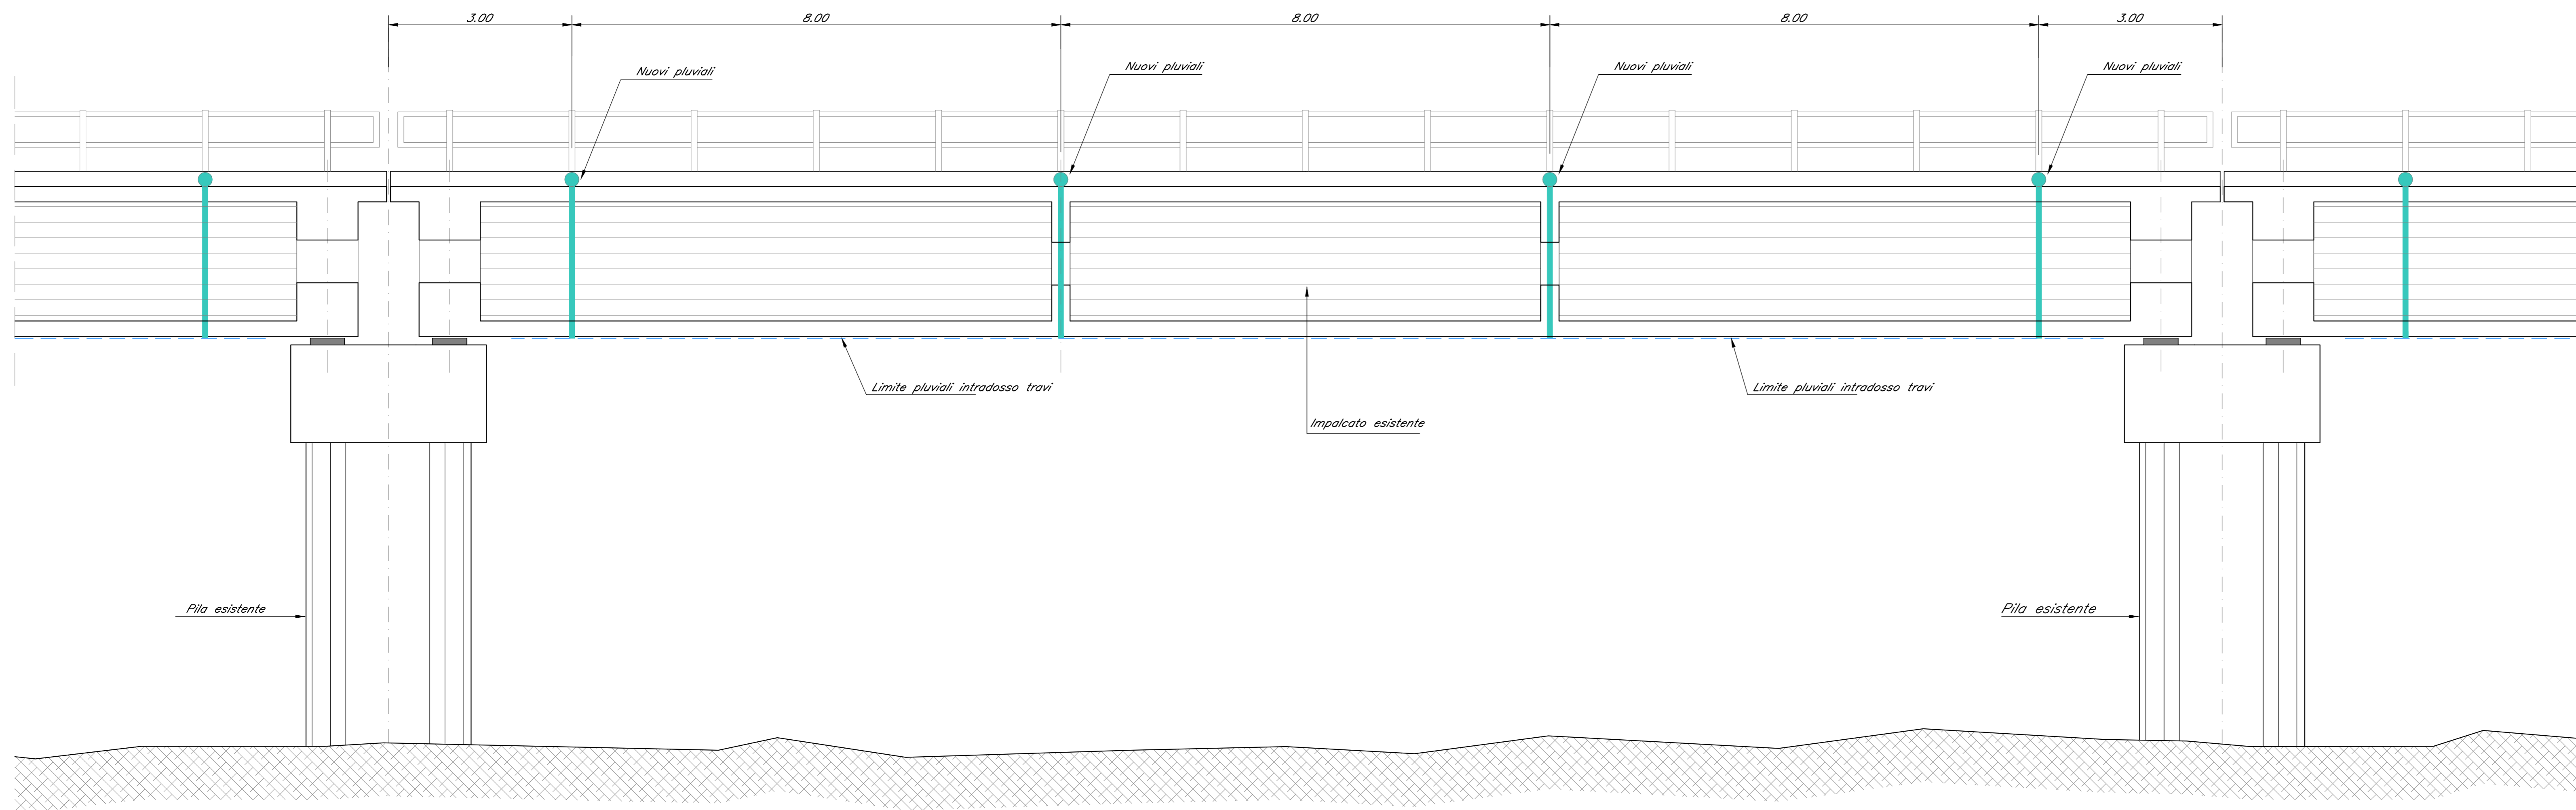 3.00
8.00
8.00
8.00
3.00
Nuovi pluviali
Nuovi pluviali
Nuovi pluviali
Nuovi pluviali
Limite pluviali intradosso travi
Limite pluviali intradosso travi
Impalcato esistente
Pila esistente
Pila esistente